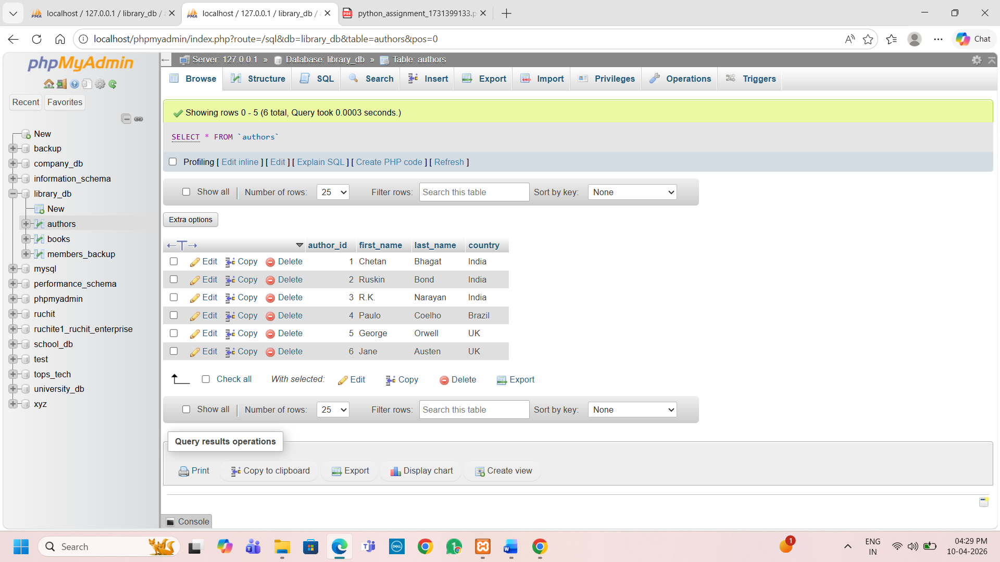 localhost / 127.0.0.1 / library_db / a
localhost / 127.0.0.1 / library_db / a
python_assignment_1731399133.p
localhost/phpmyadmin/index.php?route=/sql&db=library_db&table=authors&pos=0
Chat
phpMyAdmin
Recent Favorites
New
backup
company_db
information_schema
library_db
New
authors
books
members_backup
mysql
performance_schema
phpmyadmin
ruchit
ruchite1_ruchit_enterprise
school_db
test
tops_tech
university_db
xyz
Server: 127.0.0.1 » Database: library_db » Table: authors
Browse Structure SQL Search Insert Export Import Privileges Operations Triggers
Showing rows 0 - 5 (6 total, Query took 0.0003 seconds.)
SELECT * FROM `authors`
Profiling [ Edit inline ] [ Edit ] [ Explain SQL ] [ Create PHP code ] [ Refresh ]
Show all Number of rows: 25 Filter rows: Search this table Sort by key: None
Extra options
author_id first_name last_name country
Edit Copy Delete 1 Chetan Bhagat India
Edit Copy Delete 2 Ruskin Bond India
Edit Copy Delete 3 R.K. Narayan India
Edit Copy Delete 4 Paulo Coelho Brazil
Edit Copy Delete 5 George Orwell UK
Edit Copy Delete 6 Jane Austen UK
Check all With selected: Edit Copy Delete Export
Show all Number of rows: 25 Filter rows: Search this table Sort by key: None
Query results operations
Print Copy to clipboard Export Display chart Create view
Console
Search
1
ENG
IN
04:29 PM
10-04-2026